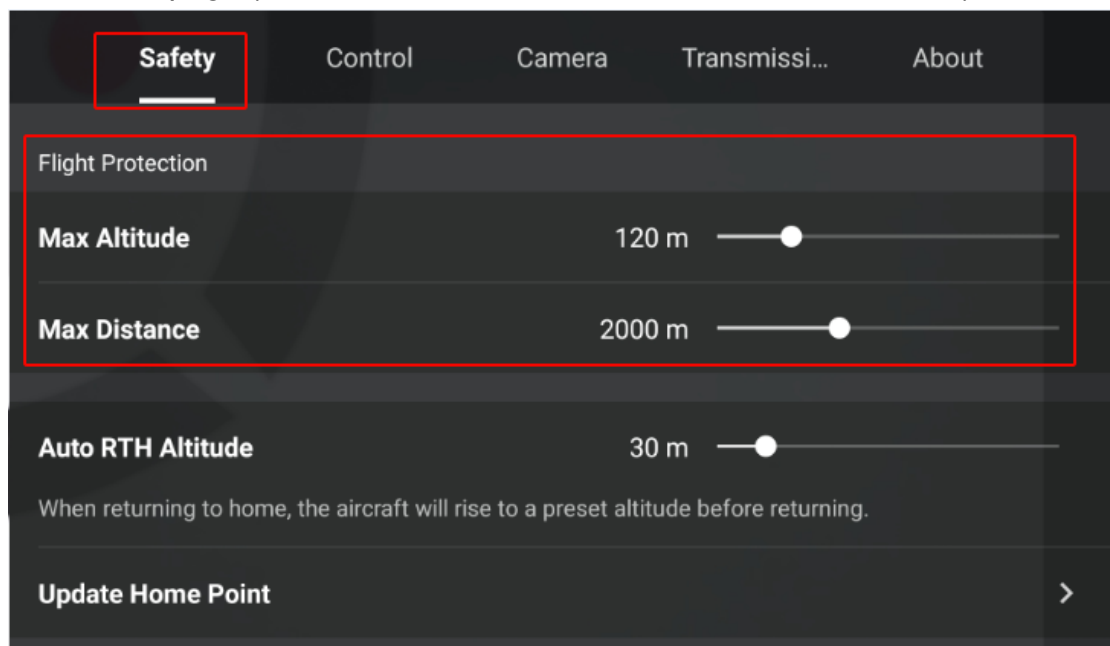 Safety Control Camera Transmissi... About
Flight Protection
Max Altitude 120 m
Max Distance 2000 m
Auto RTH Altitude 30 m
When returning to home, the aircraft will rise to a preset altitude before returning.
Update Home Point >